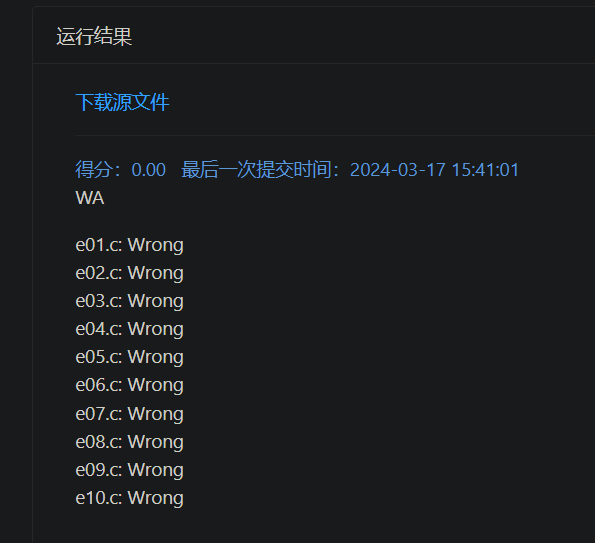 运行结果
下载源文件
得分：0.00 最后一次提交时间：2024-03-17 15:41:01
WA
e01.c: Wrong
e02.c: Wrong
e03.c: Wrong
e04.c: Wrong
e05.c: Wrong
e06.c: Wrong
e07.c: Wrong
e08.c: Wrong
e09.c: Wrong
e10.c: Wrong